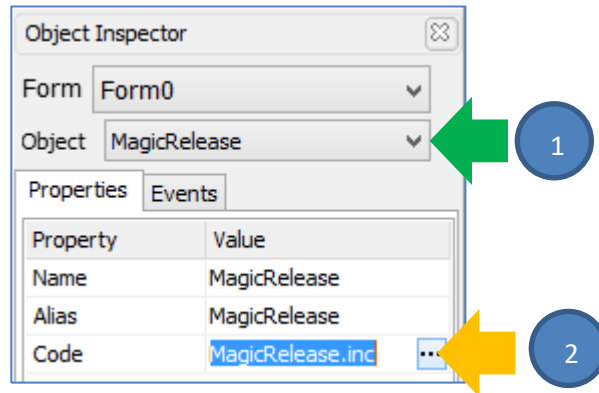 Object Inspector
Form Form0
Object MagicRelease
1
Properties Events
Property Value
Name MagicRelease
Alias MagicRelease
Code MagicRelease.inc ...
2